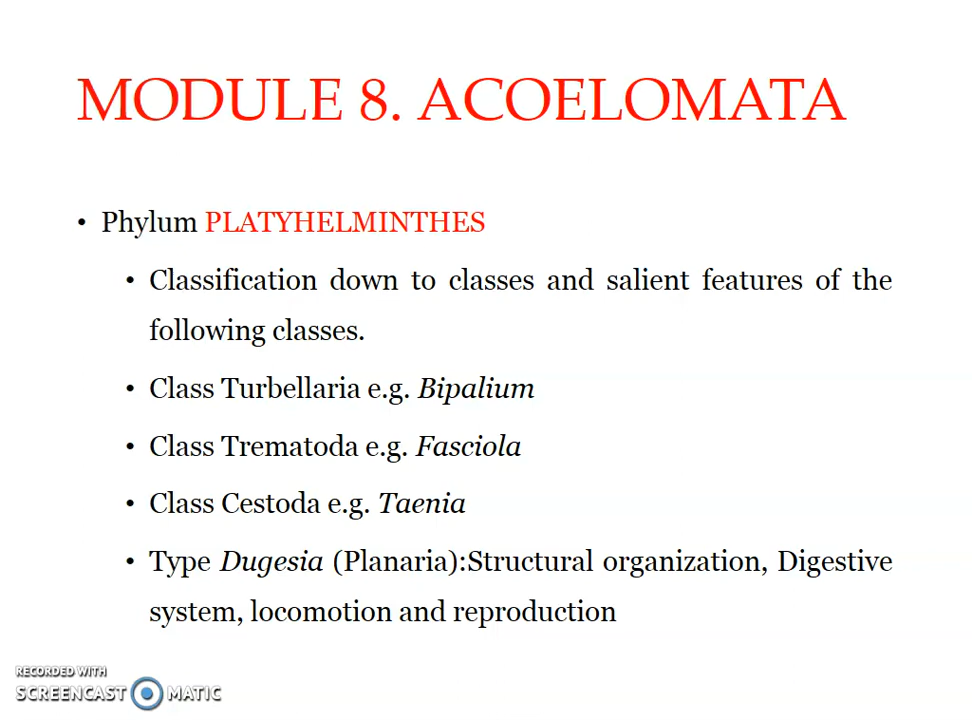 MODULE 8. ACOELOMATA
• Phylum PLATYHELMINTHES
• Classification down to classes and salient features of the
following classes.
• Class Turbellaria e.g. Bipalium
• Class Trematoda e.g. Fasciola
• Class Cestoda e.g. Taenia
• Type Dugesia (Planaria):Structural organization, Digestive
system, locomotion and reproduction
RECORDED WITH
SCREENCAST MATIC